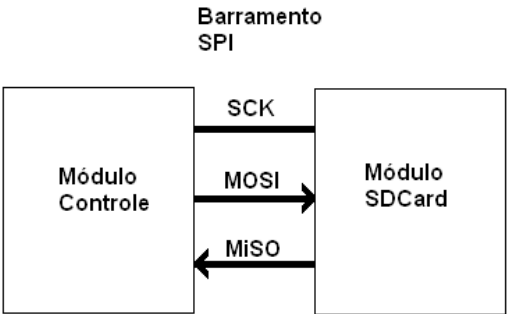 Barramento
SPI
SCK
Módulo
Controle
MOSI
Módulo
SDCard
MiSO